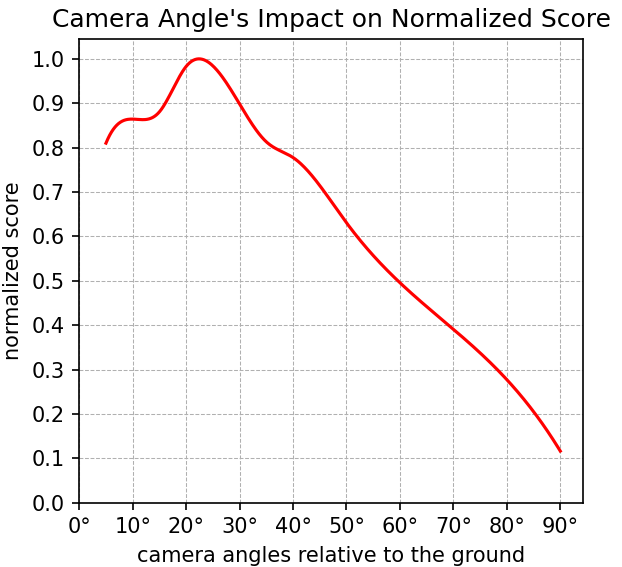 Camera Angle's Impact on Normalized Score
1.0
0.9
0.8
0.7
0.6
0.5
0.4
0.3
0.2
0.1
0.0
normalized score
0° 10° 20° 30° 40° 50° 60° 70° 80° 90°
camera angles relative to the ground